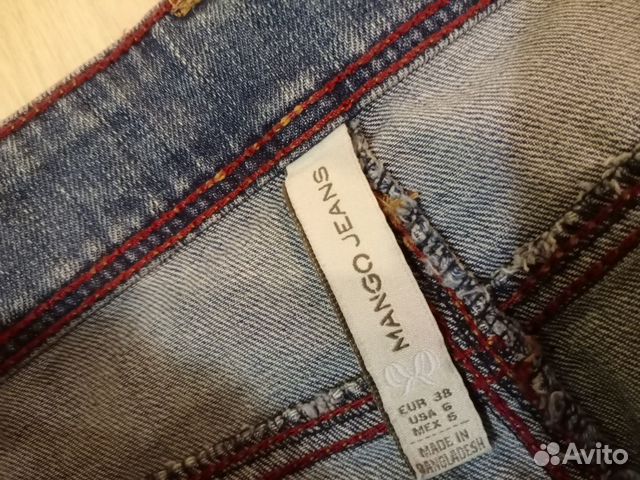 MANGO JEANS
EUR 38
USA 6
MEX 6
MADE IN
BANGLADESH
Avito